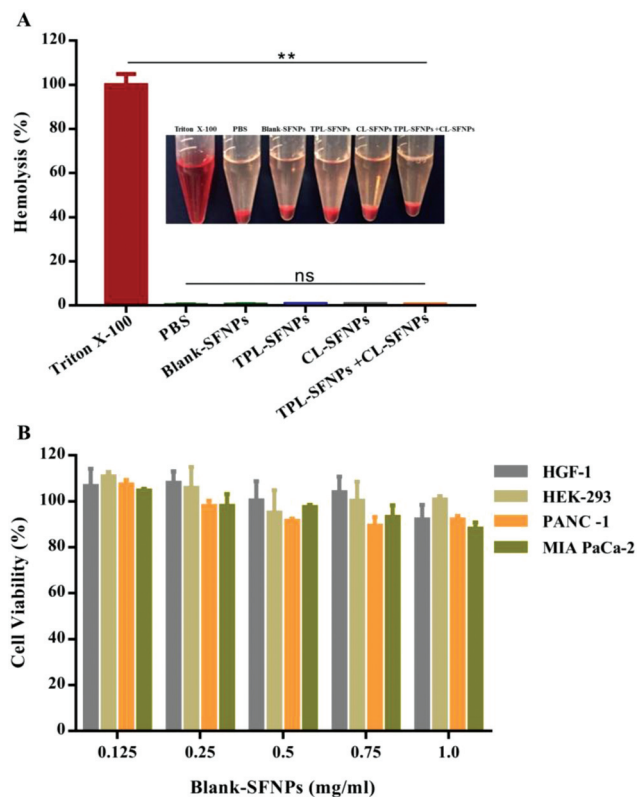 A
Hemolysis (%)
120
100
80
60
40
20
0
**
Triton X-100 PBS Blank-SFNPs TPL-SFNPs CL-SFNPs TPL-SFNPs +CL-SFNPs
ns
Triton X-100
PBS
Blank-SFNPs
TPL-SFNPs
CL-SFNPs
TPL-SFNPs +CL-SFNPs
B
Cell Viability (%)
120
100
80
60
40
20
0
HGF-1
HEK-293
PANC -1
MIA PaCa-2
0.125 0.25 0.5 0.75 1.0
Blank-SFNPs (mg/ml)